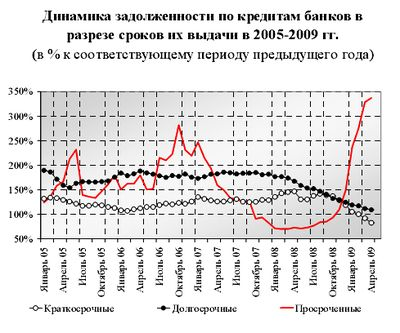 Динамика задолженности по кредитам банков в
разрезе сроков их выдачи в 2005-2009 гг.
(в % к соответствующему периоду предыдущего года)
350%
300%
250%
200%
150%
100%
50%
Январь 05
Апрель 05
Июль 05
Октябрь 05
Январь 06
Апрель 06
Июль 06
Октябрь 06
Январь 07
Апрель 07
Июль 07
Октябрь 07
Январь 08
Апрель 08
Июль 08
Октябрь 08
Январь 09
Апрель 09
Краткосрочные
Долгосрочные
Просроченные